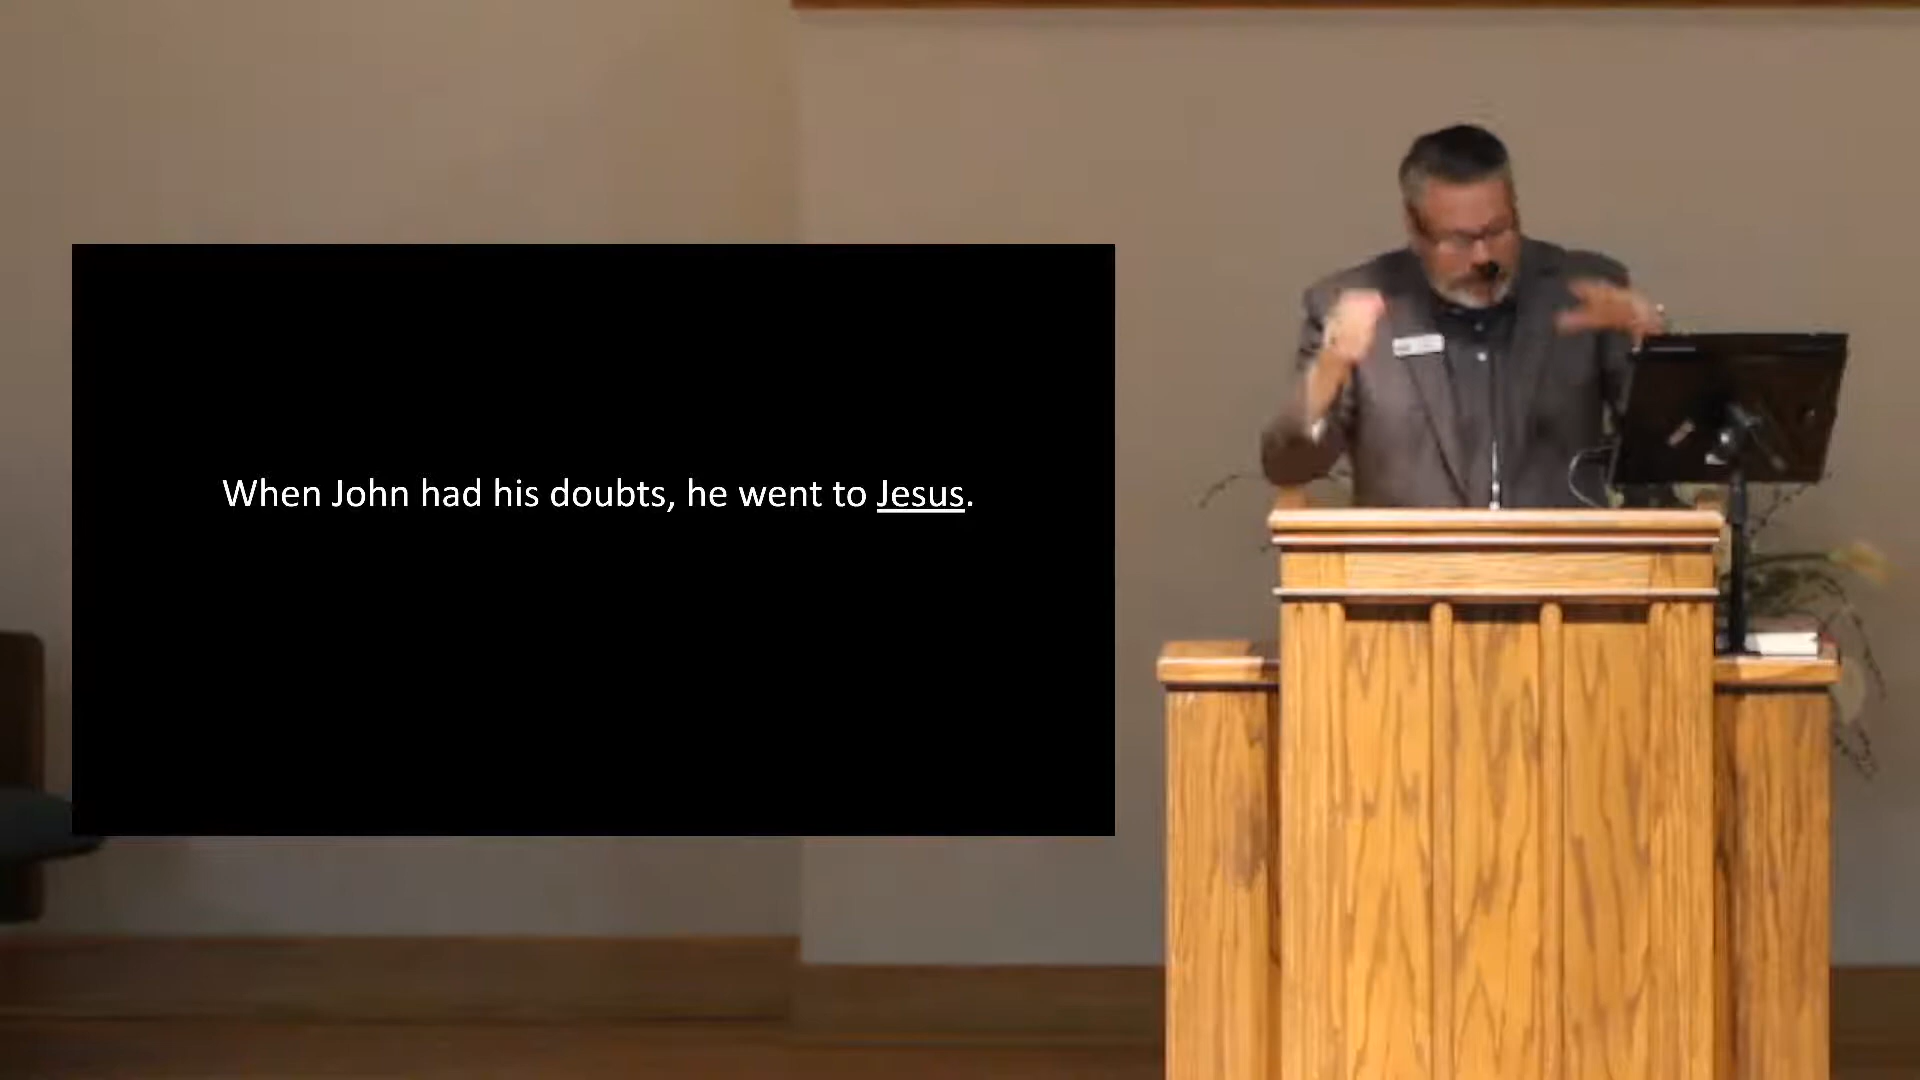 When John had his doubts, he went to Jesus.